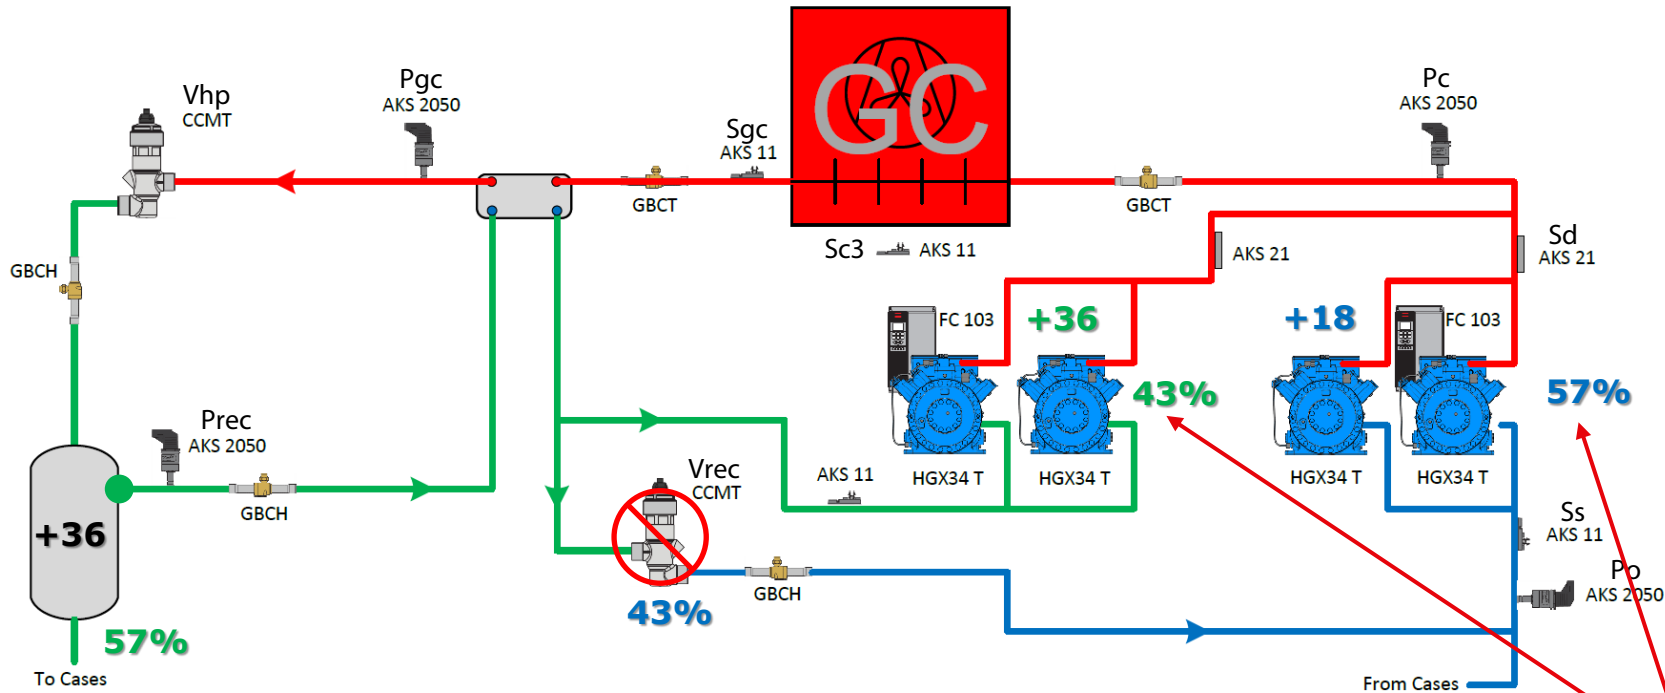 Vhp
CCMT
Pgc
AKS 2050
Sgc
AKS 11
GC
Pc
AKS 2050
GBCT
GBCT
Sc3
AKS 11
AKS 21
Sd
AKS 21
GBCH
FC 103
+36
+18
FC 103
43%
57%
Prec
AKS 2050
GBCH
Vrec
CCMT
AKS 11
HGX34 T
HGX34 T
HGX34 T
HGX34 T
+36
Ss
AKS 11
43%
GBCH
Po
AKS 2050
57%
To Cases
From Cases